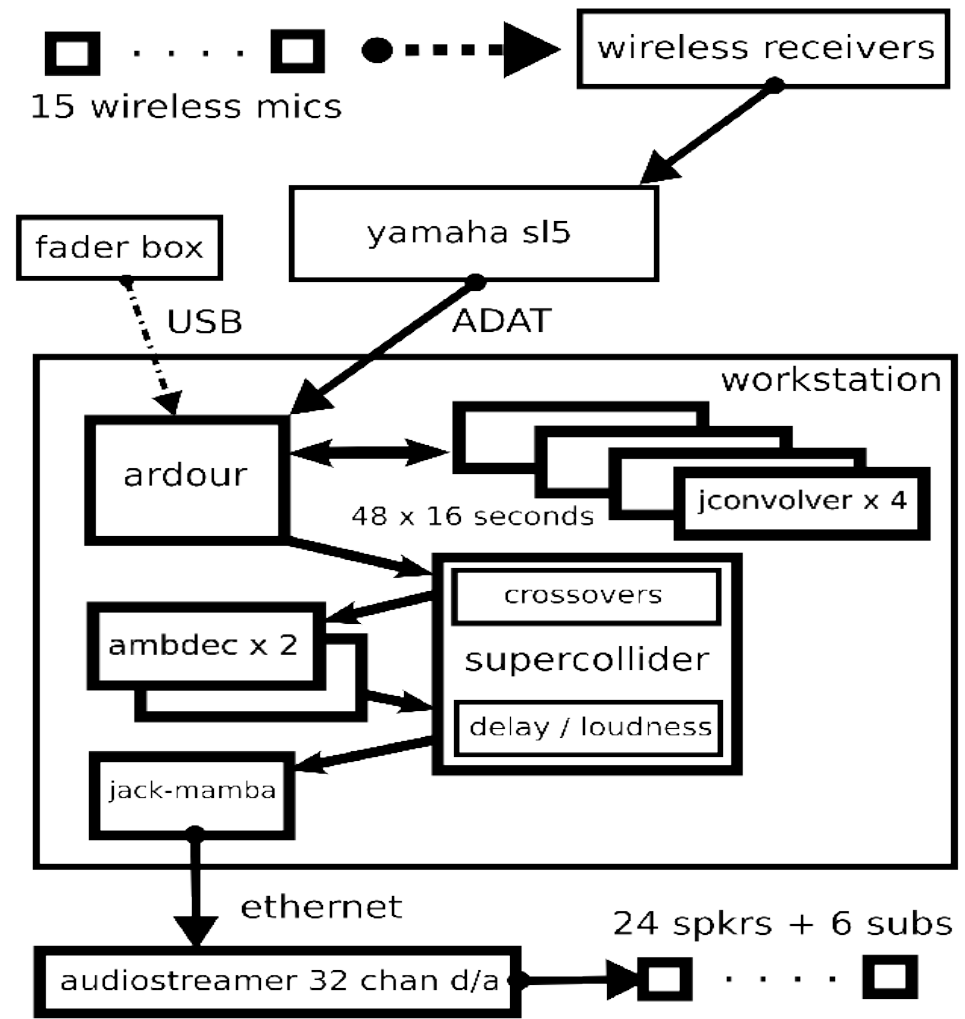 wireless receivers
15 wireless mics
yamaha sl5
fader box
USB
ADAT
workstation
ardour
jconvolver x 4
48 x 16 seconds
crossovers
ambdec x 2
supercollider
delay / loudness
jack-mamba
ethernet
24 spkrs + 6 subs
audiostreamer 32 chan d/a